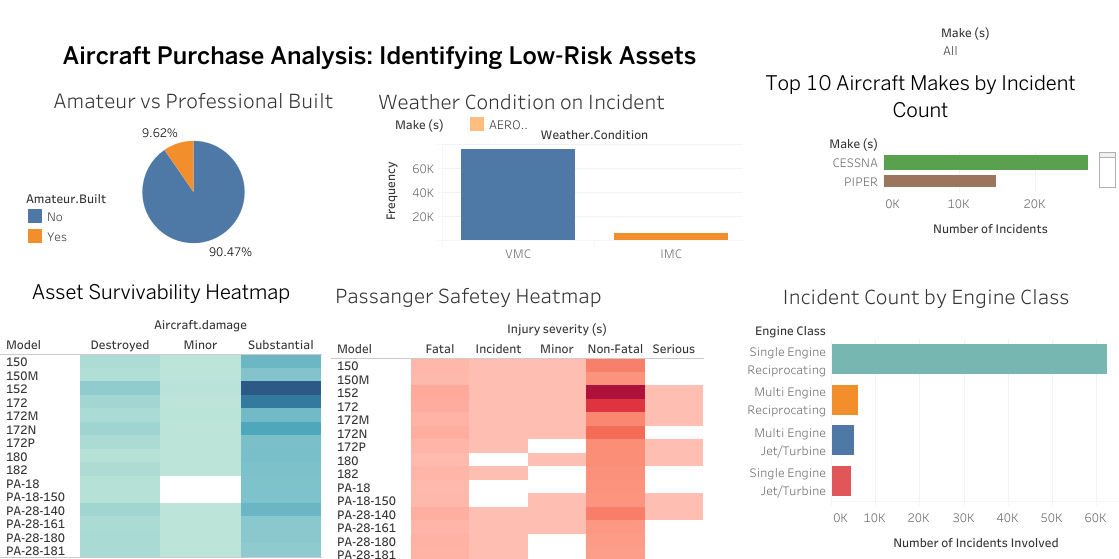 Make (s)
All
Aircraft Purchase Analysis: Identifying Low-Risk Assets
Amateur vs Professional Built
9.62%
Amateur.Built
No
Yes
90.47%
Weather Condition on Incident
Make (s)
AERO..
Weather.Condition
Frequency
60K
40K
20K
VMC
IMC
Top 10 Aircraft Makes by Incident
Count
Make (s)
CESSNA
PIPER
0K 10K 20K
Number of Incidents
Asset Survivability Heatmap
Aircraft.damage
Model Destroyed Minor Substantial
150
150M
152
172
172M
172N
172P
180
182
PA-18
PA-18-150
PA-28-140
PA-28-161
PA-28-180
PA-28-181
Passanger Safetey Heatmap
Injury severity (s)
Model Fatal Incident Minor Non-Fatal Serious
150
150M
152
172
172M
172N
172P
180
182
PA-18
PA-18-150
PA-28-140
PA-28-161
PA-28-180
PA-28-181
Incident Count by Engine Class
Engine Class
Single Engine
Reciprocating
Multi Engine
Reciprocating
Multi Engine
Jet/Turbine
Single Engine
Jet/Turbine
0K 10K 20K 30K 40K 50K 60K
Number of Incidents Involved